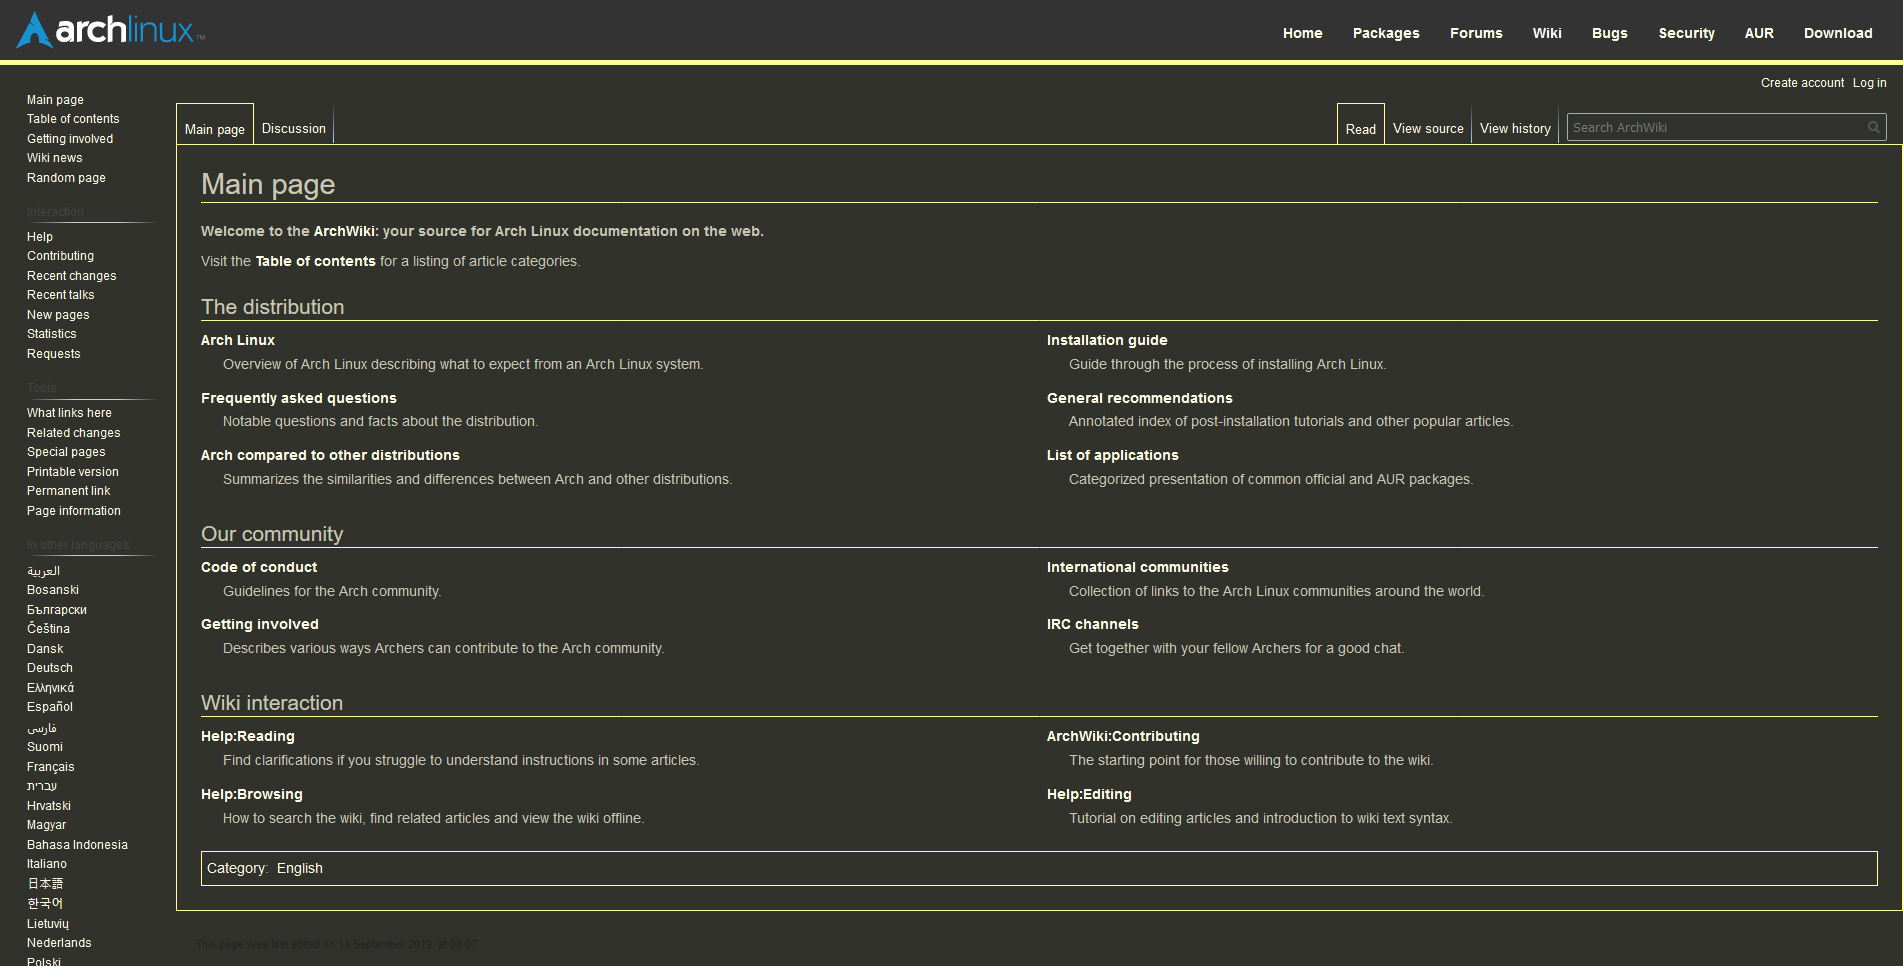 archlinux™
Home Packages Forums Wiki Bugs Security AUR Download
Create account Log in
Main page
Table of contents
Getting involved
Wiki news
Random page
Interaction
Help
Contributing
Recent changes
Recent talks
New pages
Statistics
Requests
Tools
What links here
Related changes
Special pages
Printable version
Permanent link
Page information
In other languages
العربية
Bosanski
Български
Čeština
Dansk
Deutsch
Ελληνικά
Español
فارسی
Suomi
Français
עברית
Hrvatski
Magyar
Bahasa Indonesia
Italiano
日本語
한국어
Lietuvių
Nederlands
Polski
Main page Discussion
Read View source View history Search ArchWiki
Main page
Welcome to the ArchWiki: your source for Arch Linux documentation on the web.
Visit the Table of contents for a listing of article categories.
The distribution
Arch Linux
Overview of Arch Linux describing what to expect from an Arch Linux system.
Frequently asked questions
Notable questions and facts about the distribution.
Arch compared to other distributions
Summarizes the similarities and differences between Arch and other distributions.
Installation guide
Guide through the process of installing Arch Linux.
General recommendations
Annotated index of post-installation tutorials and other popular articles.
List of applications
Categorized presentation of common official and AUR packages.
Our community
Code of conduct
Guidelines for the Arch community.
Getting involved
Describes various ways Archers can contribute to the Arch community.
International communities
Collection of links to the Arch Linux communities around the world.
IRC channels
Get together with your fellow Archers for a good chat.
Wiki interaction
Help:Reading
Find clarifications if you struggle to understand instructions in some articles.
Help:Browsing
How to search the wiki, find related articles and view the wiki offline.
ArchWiki:Contributing
The starting point for those willing to contribute to the wiki.
Help:Editing
Tutorial on editing articles and introduction to wiki text syntax.
Category: English
This page was last edited on 14 September 2019, at 08:07.